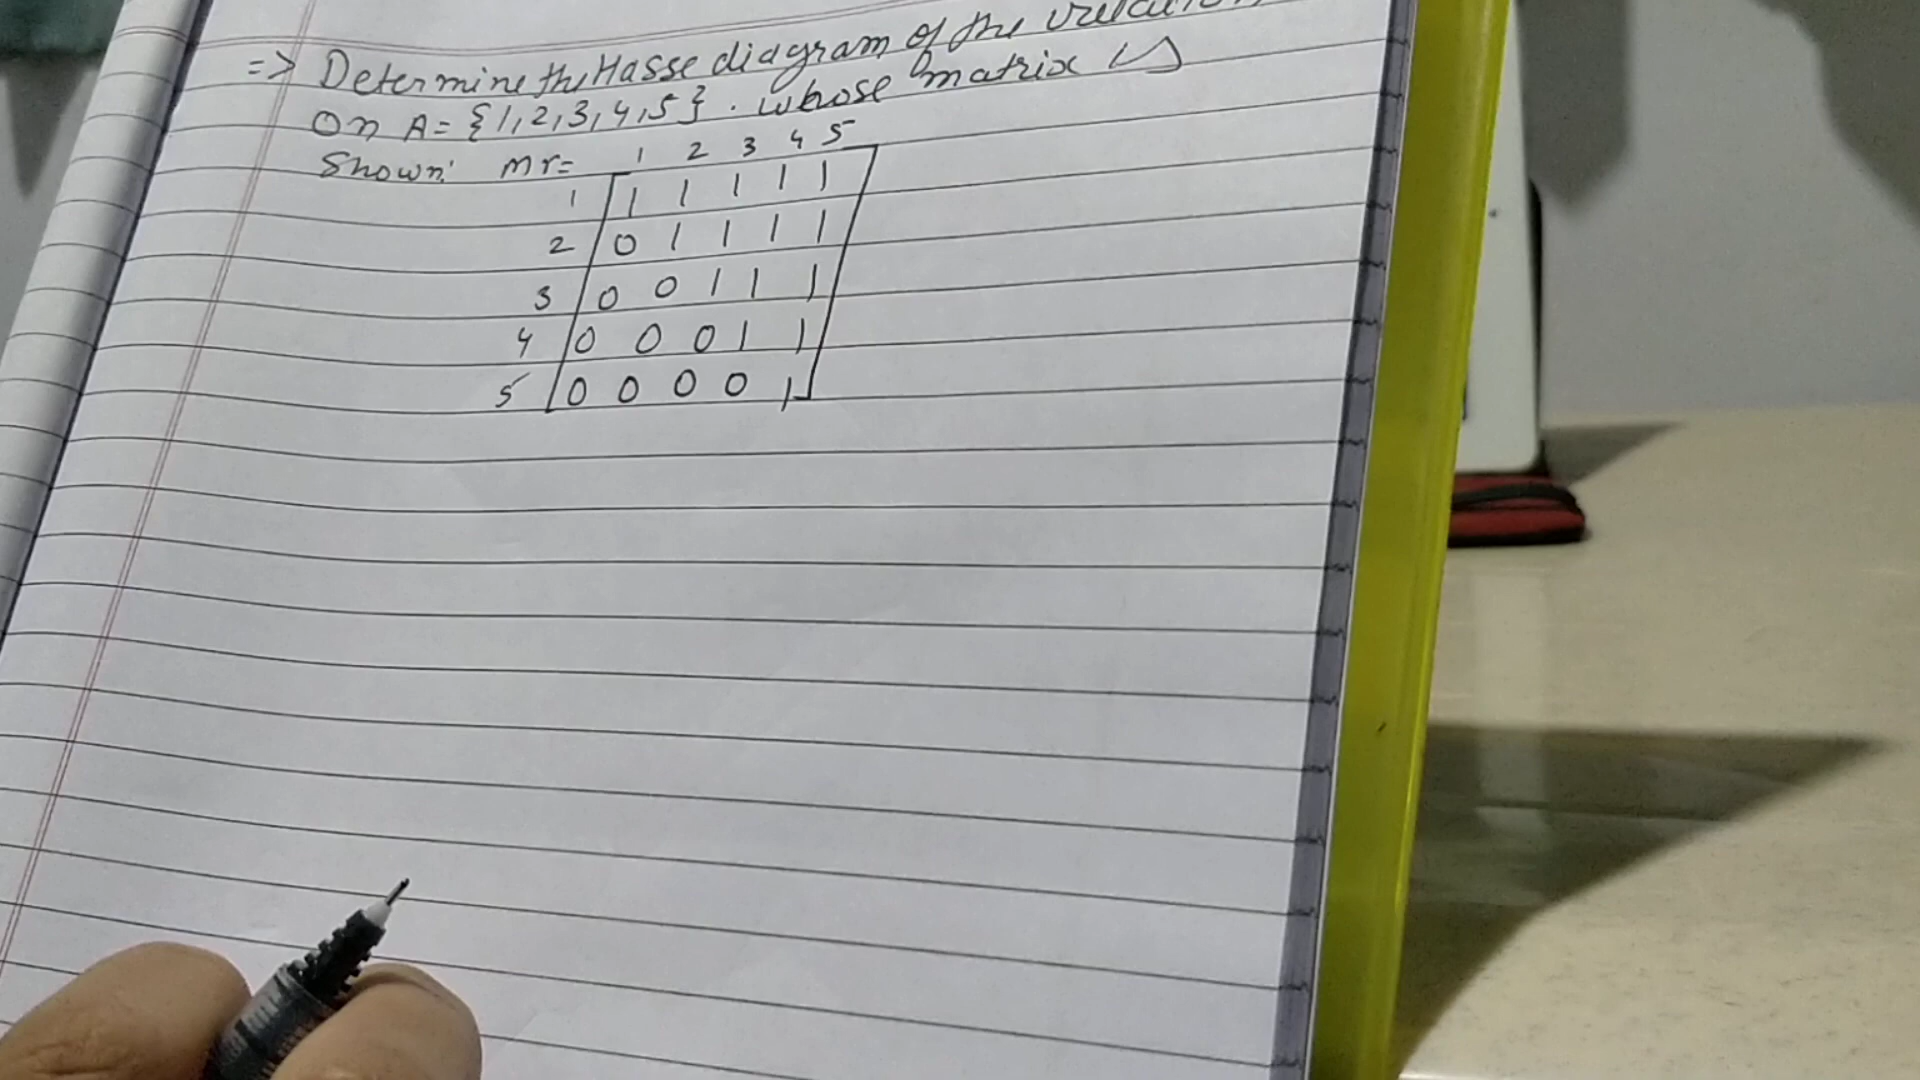 => Determine the Hasse diagram of the
on A = {1,2,3,4,5}. whose matrix is
Shown: Mr=
1 2 3 4 5
1 1 1 1 1 1
2 0 1 1 1 1
3 0 0 1 1 1
4 0 0 0 1 1
5 0 0 0 0 1